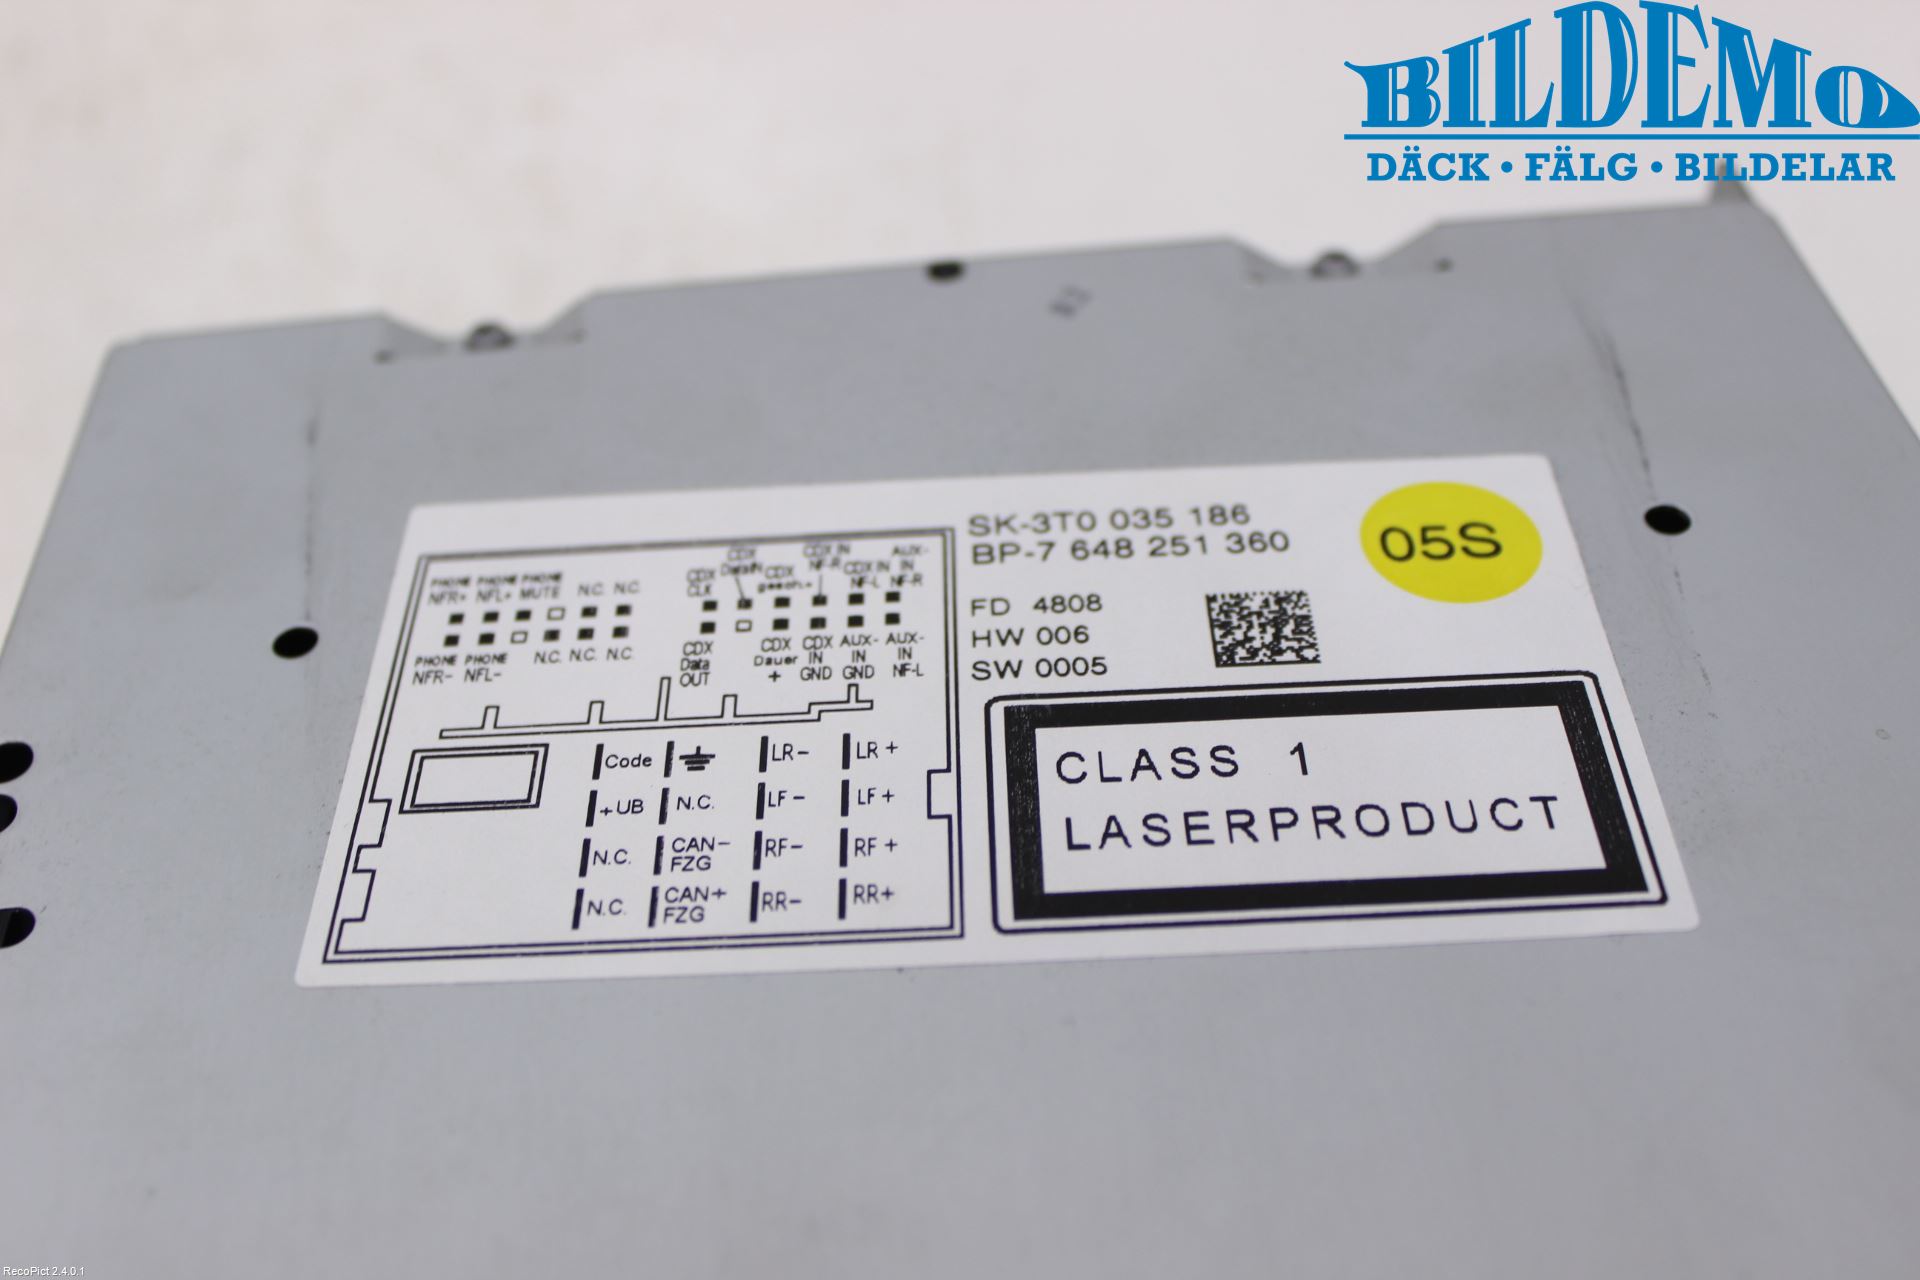 BILDEMO
DÄCK • FÄLG • BILDELAR
SK-3T0 035 186
BP-7 648 251 360
05S
FD 4808
HW 006
SW 0005
CLASS 1
LASERPRODUCT
PHONE NFR+ PHONE NFL+ PHONE MUTE N.C. N.C.
PHONE NFR- PHONE NFL- N.C. N.C. N.C.
CDX CLK CDX DataIN CDX gesch.+ CDX IN NF-R CDX IN NF-L AUX-IN NF-R
CDX Data OUT CDX Dauer + CDX IN GND AUX-IN GND AUX-IN NF-L
Code LR- LR+
+UB N.C. LF- LF+
N.C. CAN- FZG RF- RF+
N.C. CAN+ FZG RR- RR+
RecoPict 2.4.0.1